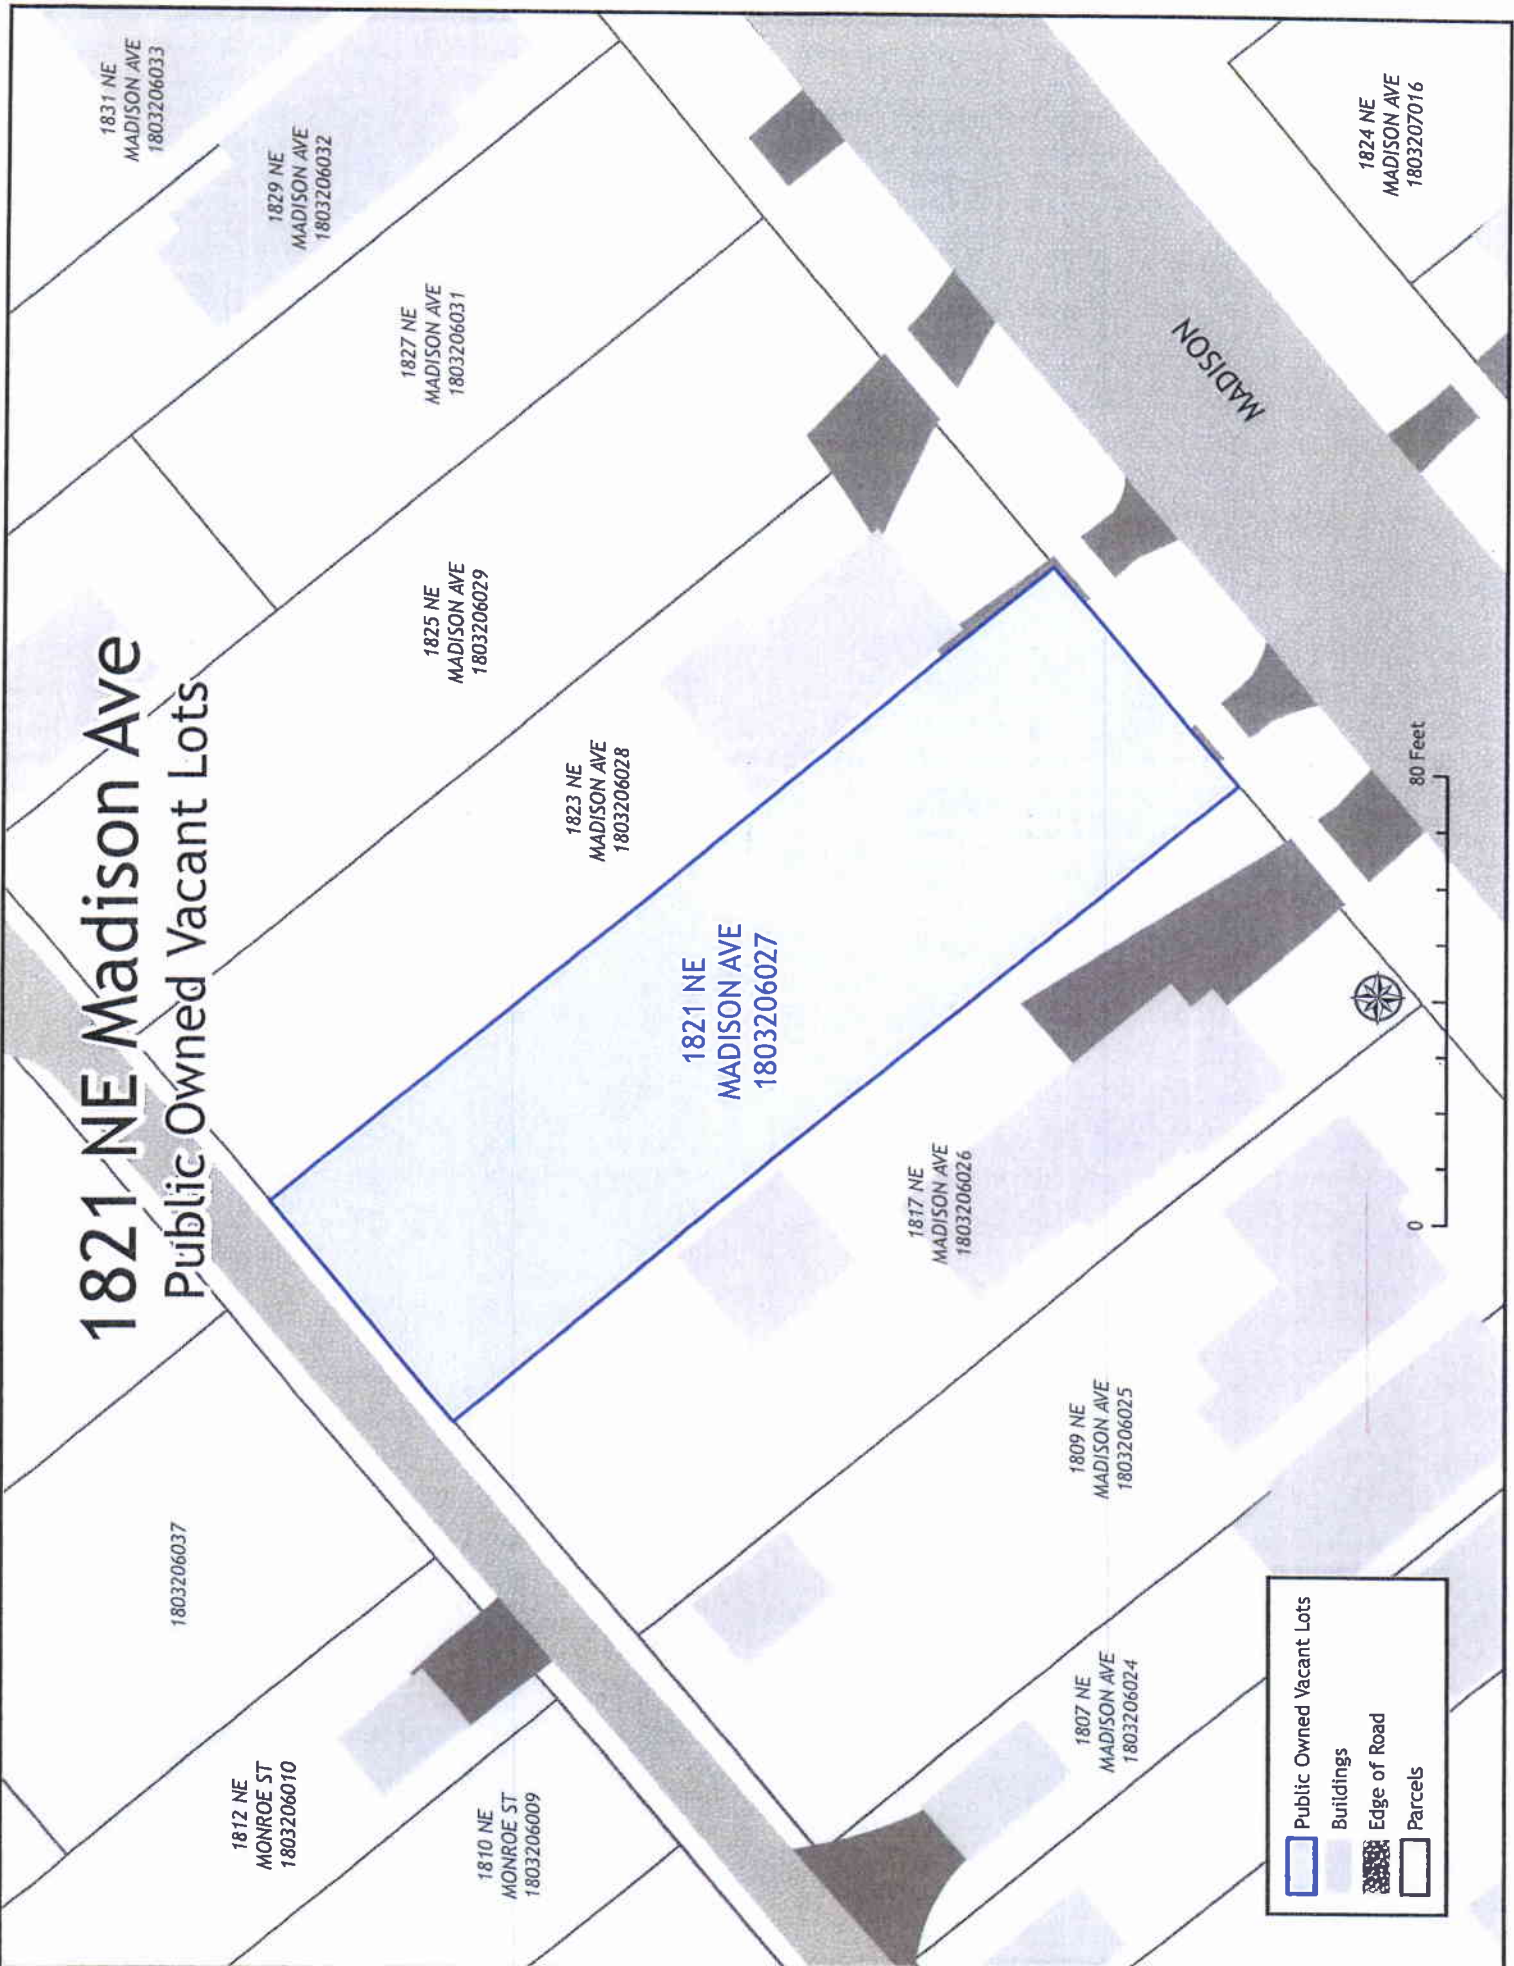 1821 NE Madison Ave
Public Owned Vacant Lots
1812 NE
MONROE ST
1803206010
1803206037
1810 NE
MONROE ST
1803206009
1831 NE
MADISON AVE
1803206033
1829 NE
MADISON AVE
1803206032
1827 NE
MADISON AVE
1803206031
1825 NE
MADISON AVE
1803206029
1823 NE
MADISON AVE
1803206028
1821 NE
MADISON AVE
1803206027
1817 NE
MADISON AVE
1803206026
1809 NE
MADISON AVE
1803206025
1807 NE
MADISON AVE
1803206024
MADISON
1824 NE
MADISON AVE
1803207016
Public Owned Vacant Lots
Buildings
Edge of Road
Parcels
0
80 Feet